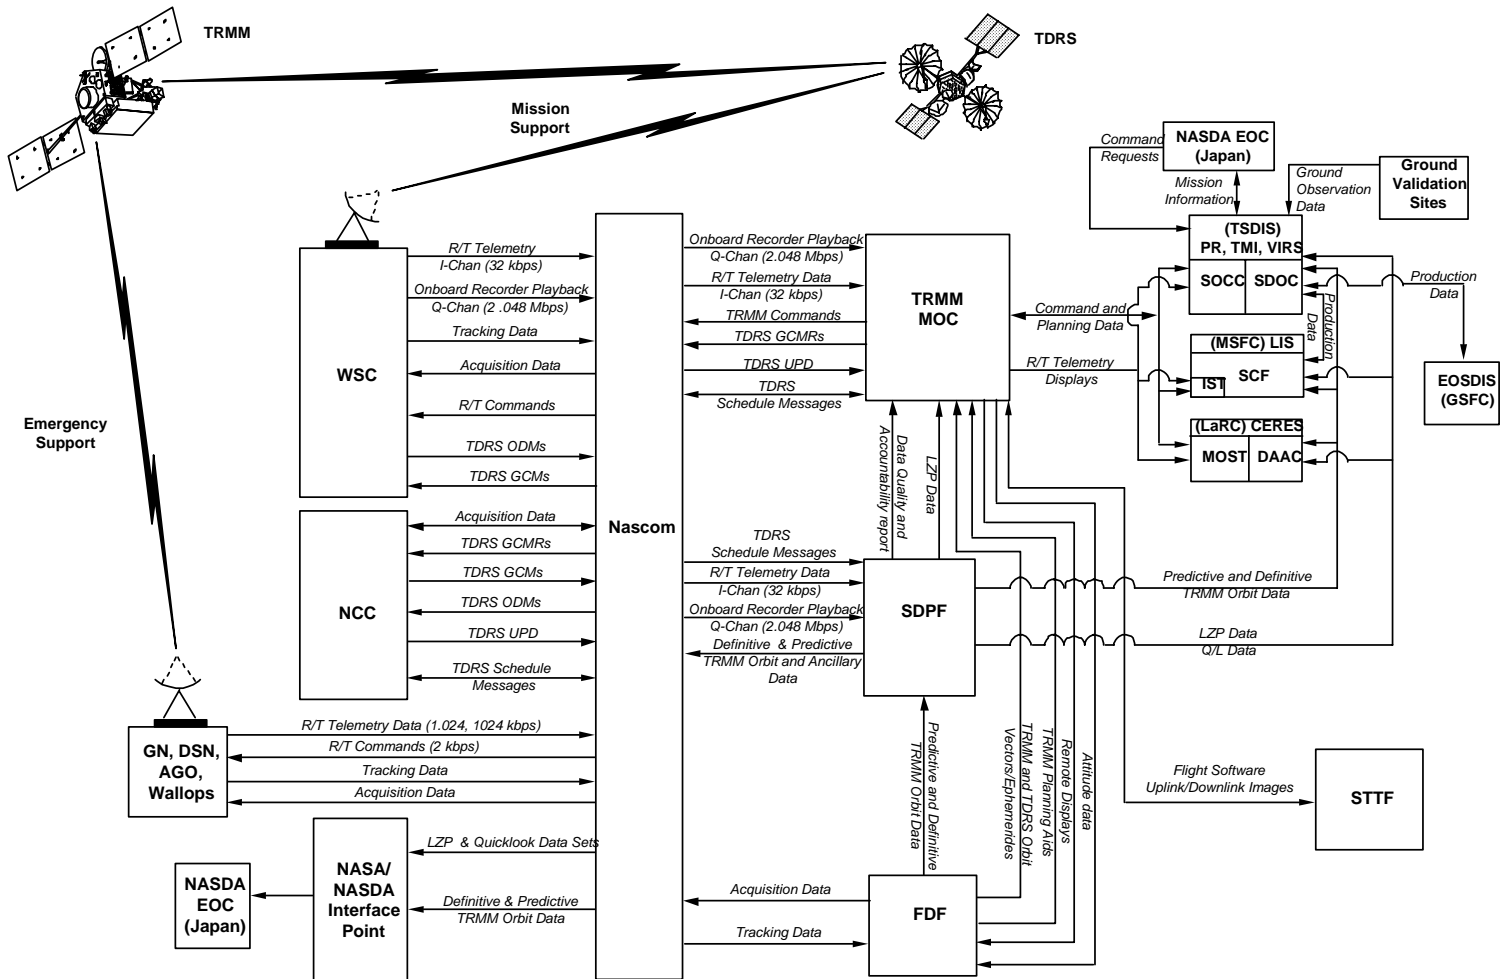 TRMM
TDRS
Mission
Support
Emergency
Support
WSC
R/T Telemetry
I-Chan (32 kbps)
Onboard Recorder Playback
Q-Chan (2 .048 Mbps)
Tracking Data
Acquisition Data
R/T Commands
TDRS ODMs
TDRS GCMs
NCC
Acquisition Data
TDRS GCMRs
TDRS GCMs
TDRS ODMs
TDRS UPD
TDRS Schedule
Messages
GN, DSN,
AGO,
Wallops
R/T Telemetry Data (1.024, 1024 kbps)
R/T Commands (2 kbps)
Tracking Data
Acquisition Data
NASDA
EOC
(Japan)
NASA/
NASDA
Interface
Point
LZP & Quicklook Data Sets
Definitive & Predictive
TRMM Orbit Data
Nascom
Onboard Recorder Playback
Q-Chan (2.048 Mbps)
R/T Telemetry Data
I-Chan (32 kbps)
TRMM Commands
TDRS GCMRs
TDRS UPD
TDRS
Schedule Messages
TRMM
MOC
Data Quality and
Accountability report
LZP Data
TDRS
Schedule Messages
R/T Telemetry Data
I-Chan (32 kbps)
Onboard Recorder Playback
Q-Chan (2.048 Mbps)
Definitive & Predictive
TRMM Orbit and Ancillary
Data
SDPF
Predictive and Definitive
TRMM Orbit Data
Acquisition Data
Tracking Data
FDF
TRMM and TDRS Orbit
Vectors/Ephemerides
TRMM Planning Aids
Remote Displays
Attitude data
Command and
Planning Data
R/T Telemetry
Displays
Command
Requests
NASDA EOC
(Japan)
Mission
Information
Ground
Observation
Data
Ground
Validation
Sites
(TSDIS)
PR, TMI, VIRS
SOCC
SDOC
Production
Data
Production
Data
(MSFC) LIS
SCF
IST
(LaRC) CERES
MOST
DAAC
EOSDIS
(GSFC)
Predictive and Definitive
TRMM Orbit Data
LZP Data
Q/L Data
Flight Software
Uplink/Downlink Images
STTF